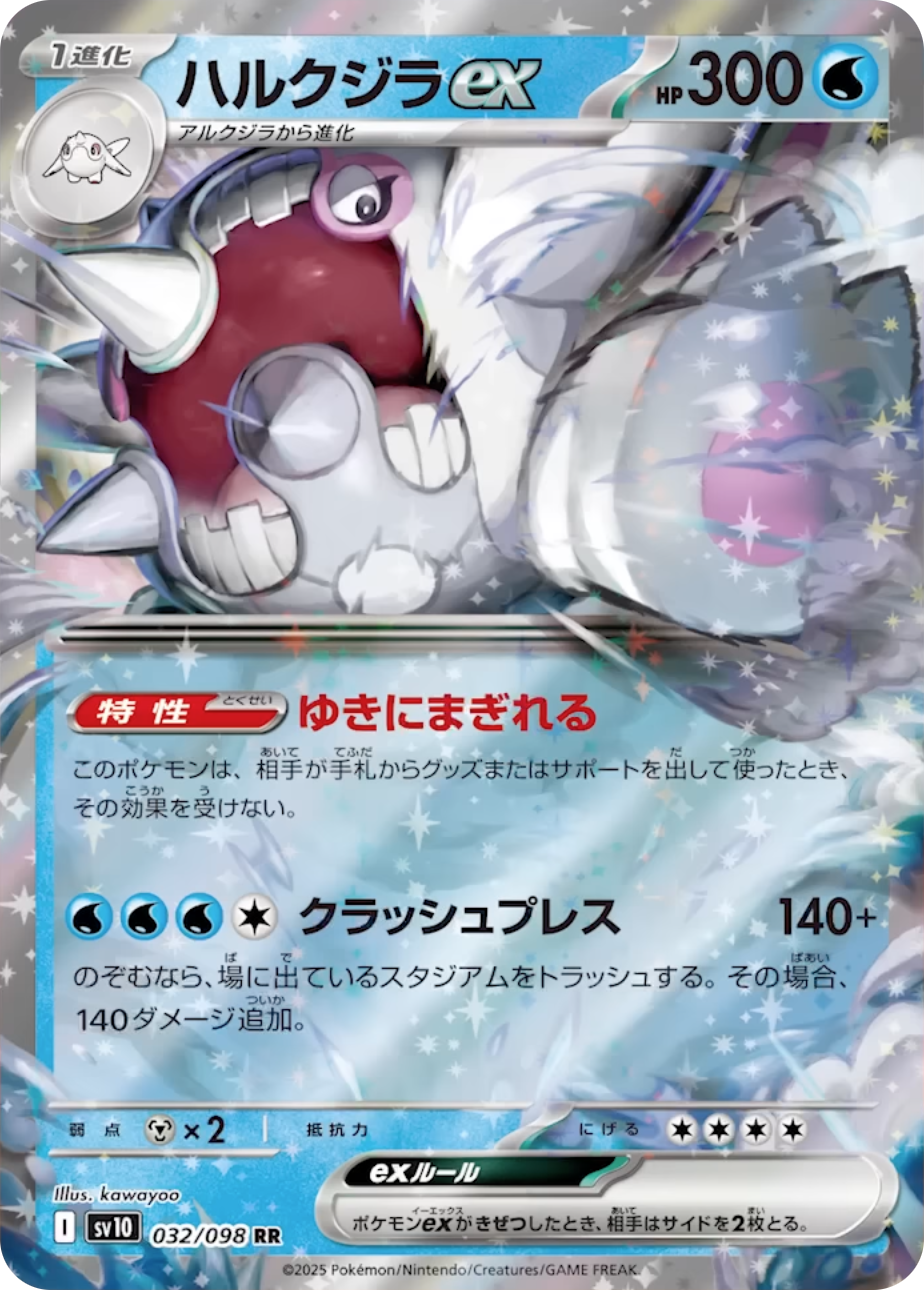 1進化
ハルクジラex
HP300
アルクジラから進化
特性
とくせい
ゆきにまぎれる
このポケモンは、相手が手札からグッズまたはサポートを出して使ったとき、
その効果を受けない。
クラッシュプレス 140+
のぞむなら、場に出ているスタジアムをトラッシュする。その場合、
140ダメージ追加。
弱点 ×2 抵抗力 にげる
exルール
ポケモンexがきぜつしたとき、相手はサイドを2枚とる。
Illus. kawayoo
I sv10 032/098 RR
©2025 Pokémon/Nintendo/Creatures/GAME FREAK